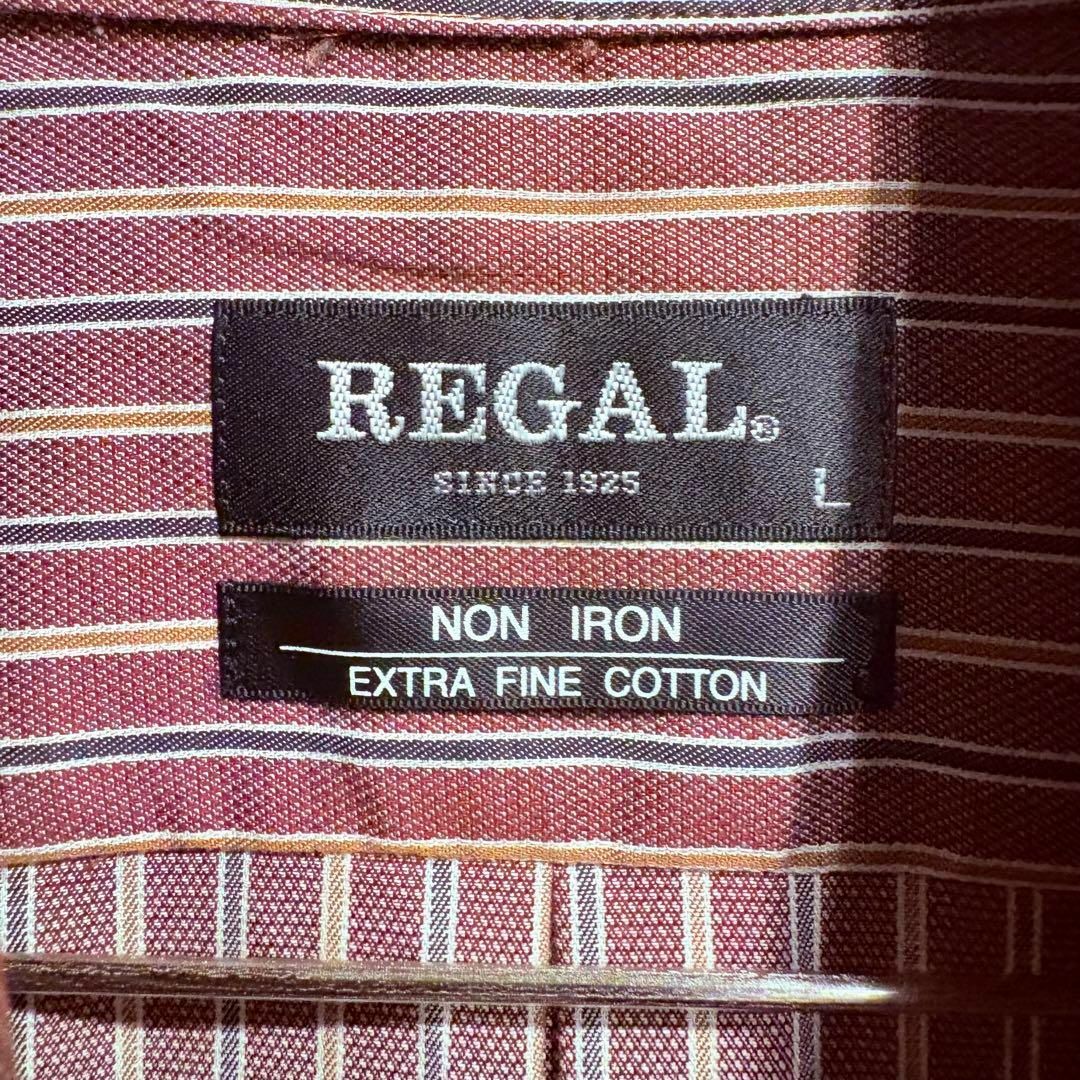 REGAL®
SINCE 1925
L
NON IRON
EXTRA FINE COTTON